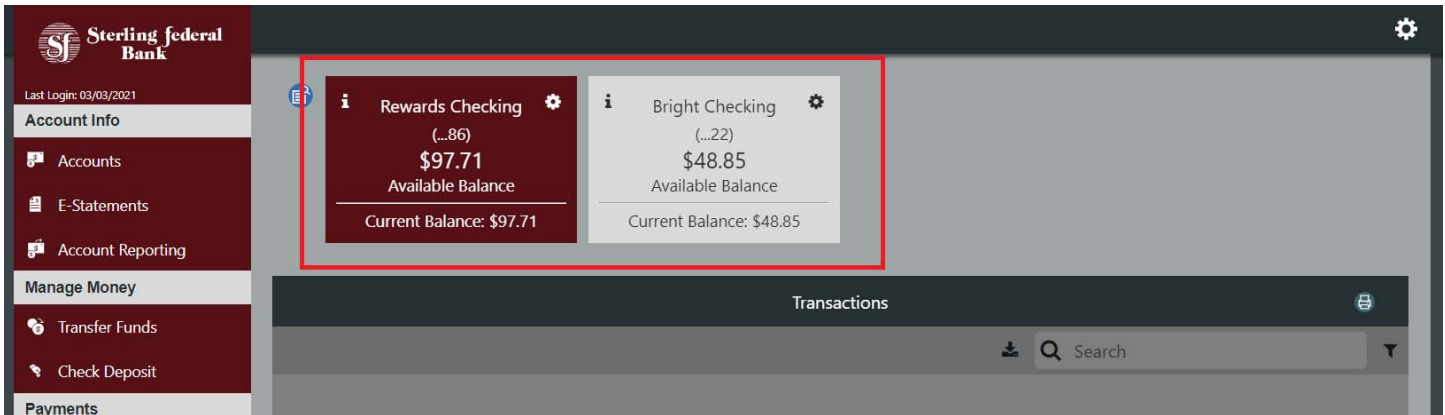 Sterling federal
Bank
Last Login: 03/03/2021
Account Info
Accounts
E-Statements
Account Reporting
Manage Money
Transfer Funds
Check Deposit
Payments
Rewards Checking
(...86)
$97.71
Available Balance
Current Balance: $97.71
Bright Checking
(...22)
$48.85
Available Balance
Current Balance: $48.85
Transactions
Search